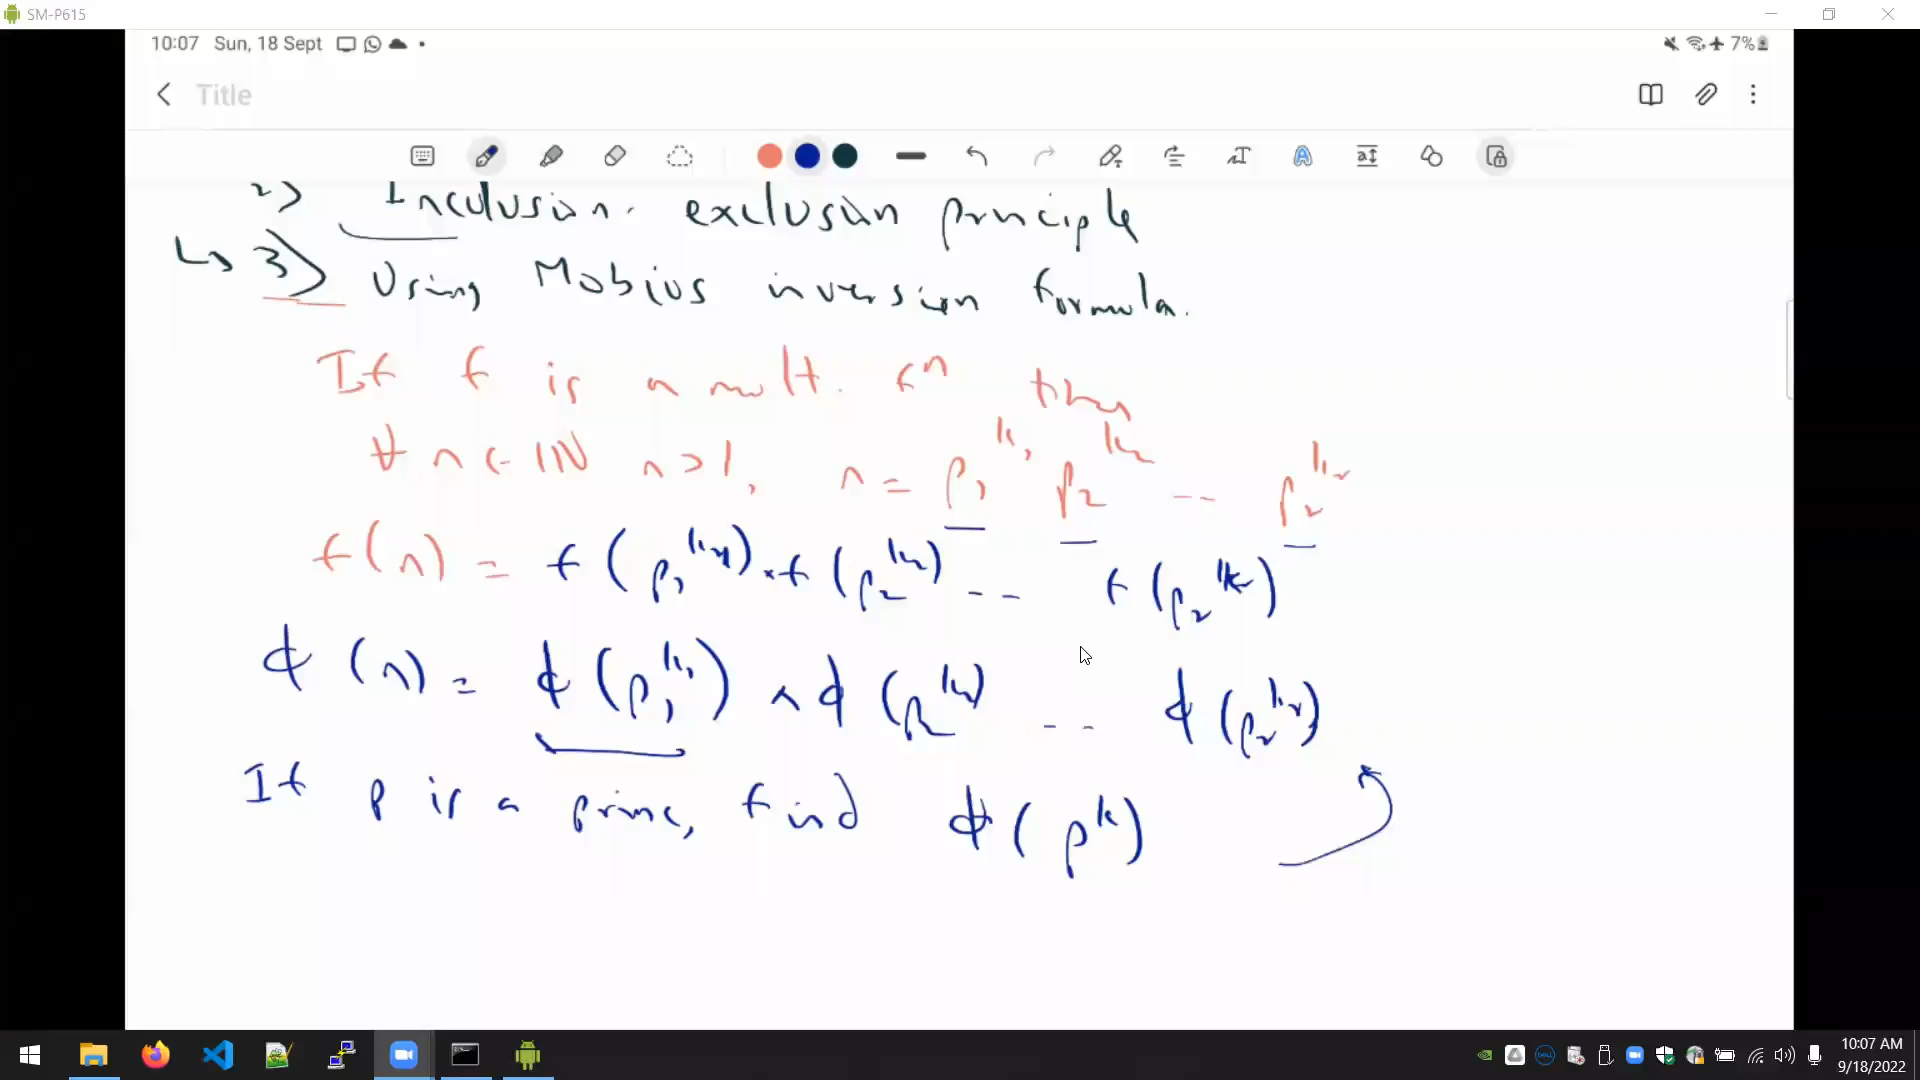 SM-P615
10:07 Sun, 18 Sept
7%
Title
2) Inculusion. exclusion principle
↳ 3) Using Mobius inversion formula.
If f is a mult. fⁿ then
∀ n ∈ IN n>1, n = p₁^k₁ p₂^k₂ -- pᵣ^kᵣ
f(n) = f(p₁^k₁) × f(p₂^k₂) -- f(pᵣ^kᵣ)
ϕ(n) = ϕ(p₁^k₁) × ϕ(p₂^k₂) -- ϕ(pᵣ^kᵣ)
If p is a prime, find ϕ(p^k)
10:07 AM
9/18/2022